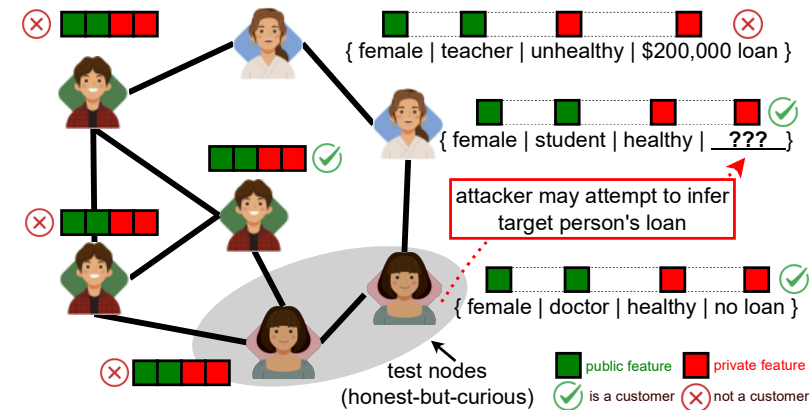 { female | teacher | unhealthy | $200,000 loan }
{ female | student | healthy | ??? }
attacker may attempt to infer
target person's loan
{ female | doctor | healthy | no loan }
test nodes
(honest-but-curious)
public feature
private feature
is a customer
not a customer